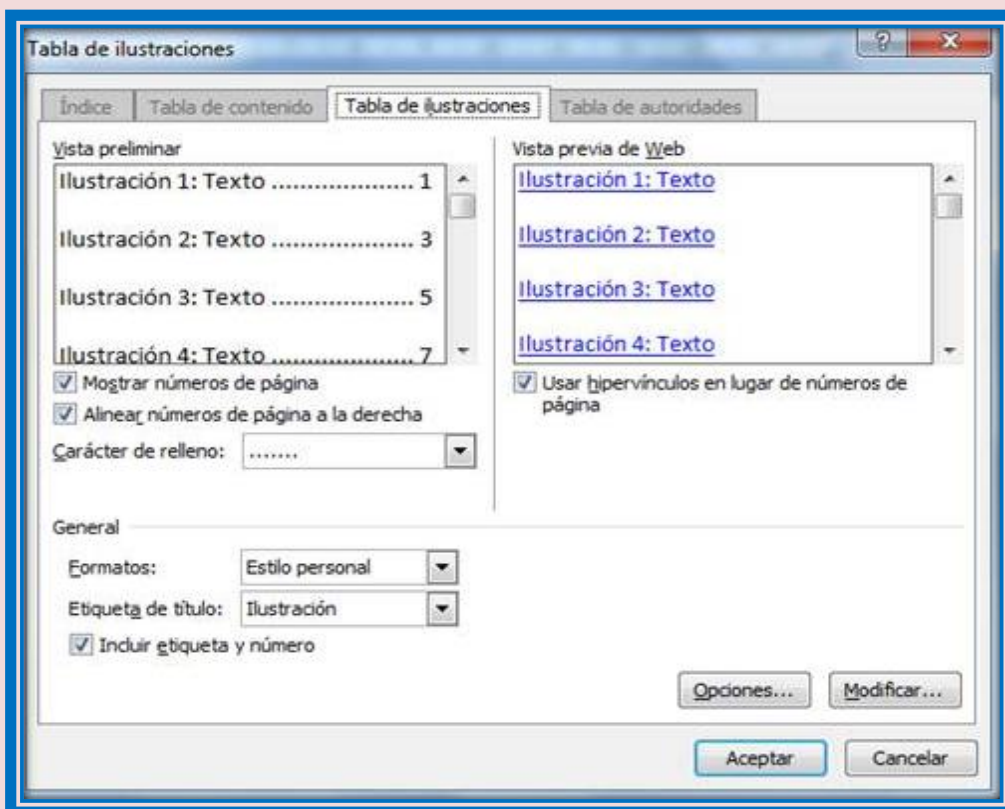 Tabla de ilustraciones
Índice Tabla de contenido Tabla de ilustraciones Tabla de autoridades
Vista preliminar
Ilustración 1: Texto ..................... 1
Ilustración 2: Texto ..................... 3
Ilustración 3: Texto ..................... 5
Ilustración 4: Texto ..................... 7
Mostrar números de página
Alinear números de página a la derecha
Carácter de relleno: .......
Vista previa de Web
Ilustración 1: Texto
Ilustración 2: Texto
Ilustración 3: Texto
Ilustración 4: Texto
Usar hipervínculos en lugar de números de
página
General
Formatos: Estilo personal
Etiqueta de título: Ilustración
Incluir etiqueta y número
Opciones... Modificar...
Aceptar Cancelar